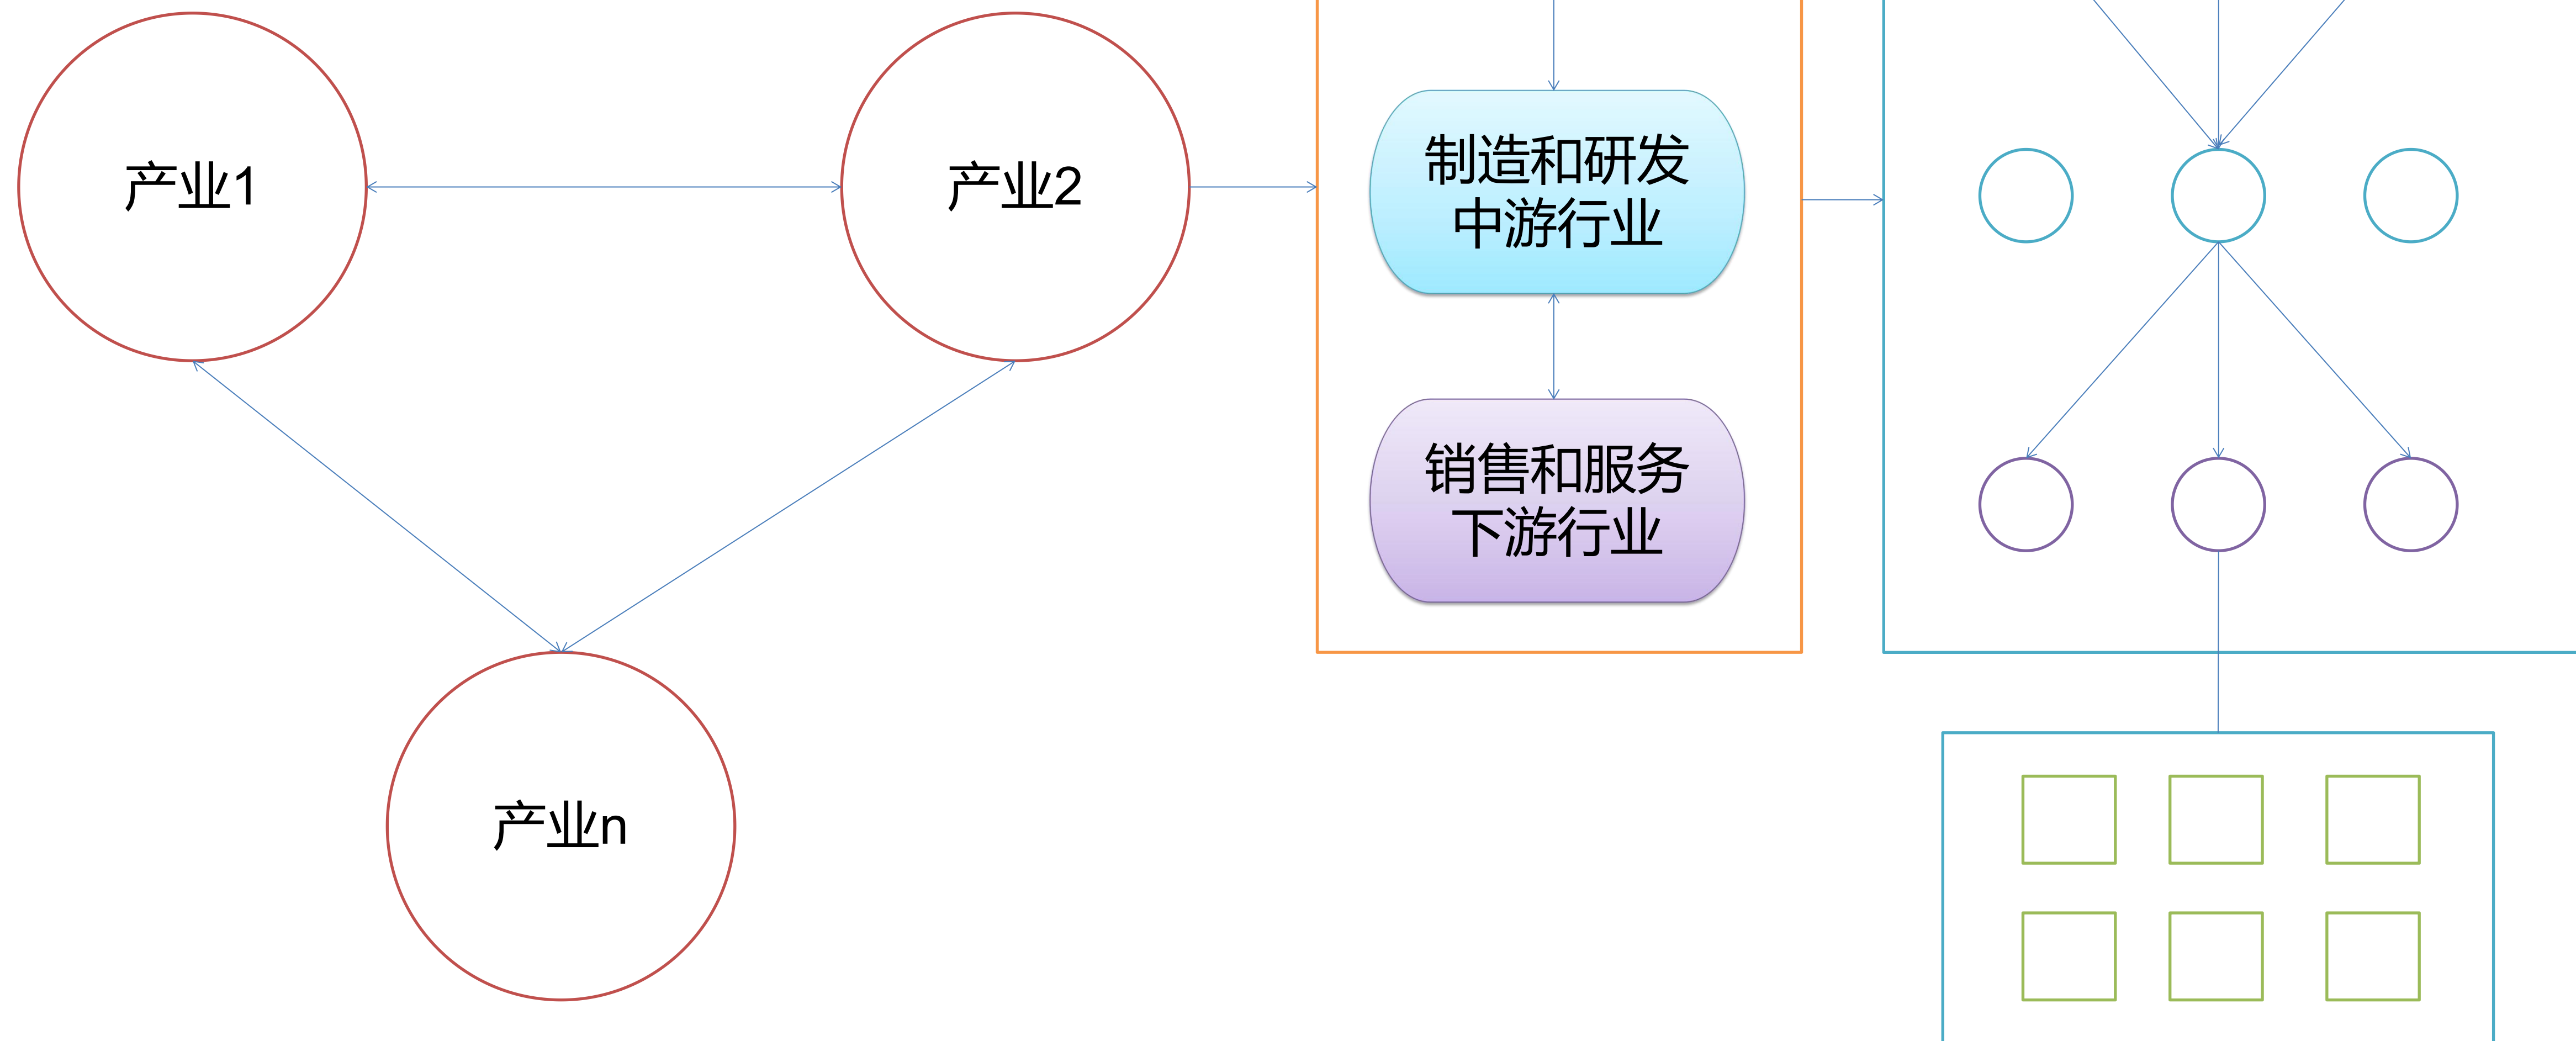 产业1
产业2
制造和研发
中游行业
销售和服务
下游行业
产业n